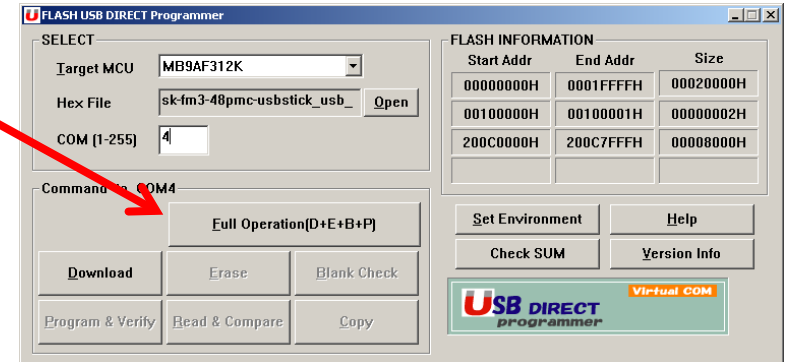 FLASH USB DIRECT Programmer
SELECT
Target MCU MB9AF312K
Hex File sk-fm3-48pmc-usbstick_usb_ Open
COM (1-255) 4
Command to COM4
Full Operation(D+E+B+P)
Download Erase Blank Check
Program & Verify Read & Compare Copy
FLASH INFORMATION
Start Addr End Addr Size
00000000H 0001FFFFH 00020000H
00100000H 00100001H 00000002H
200C0000H 200C7FFFH 00008000H
Set Environment Help
Check SUM Version Info
USB DIRECT Virtual COM
programmer